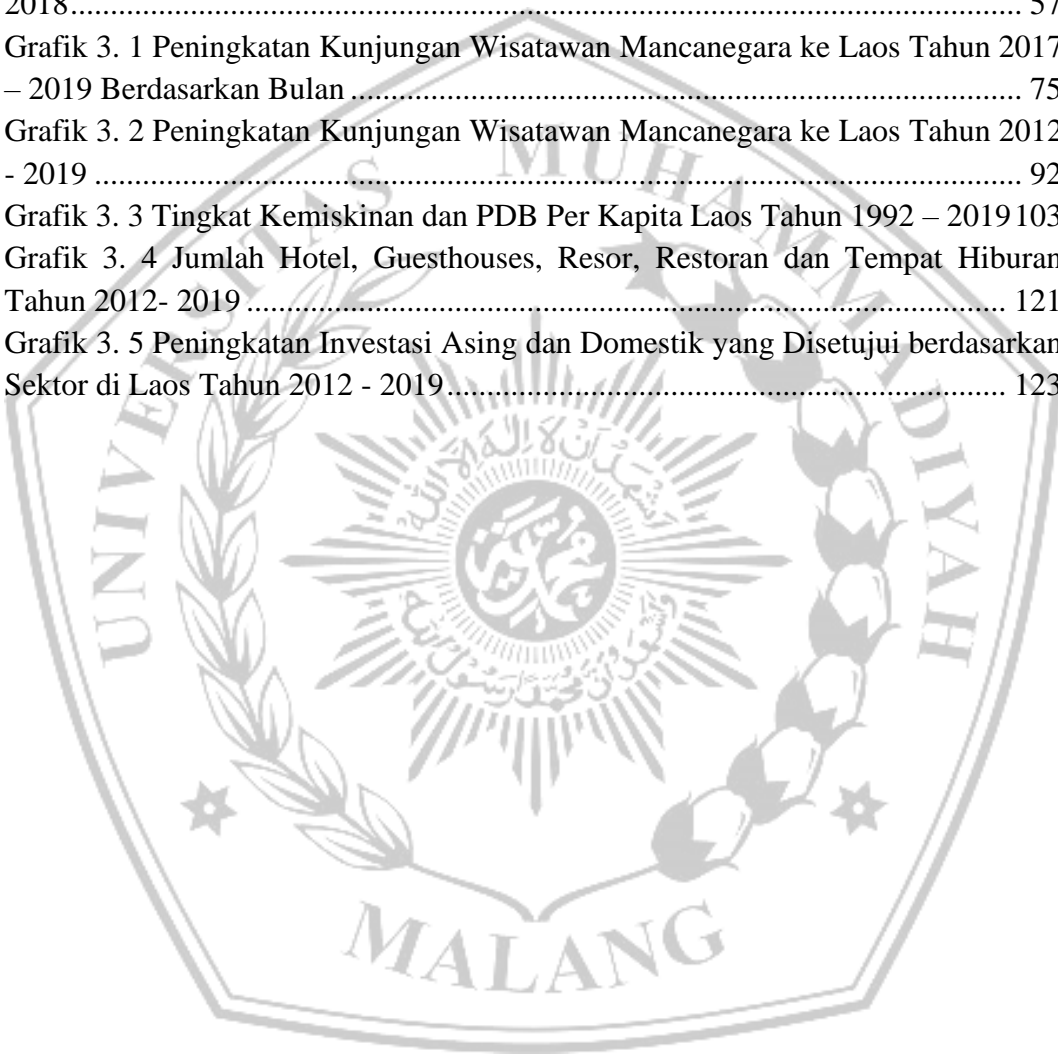 2018.................................................................................................................. 57
Grafik 3. 1 Peningkatan Kunjungan Wisatawan Mancanegara ke Laos Tahun 2017
– 2019 Berdasarkan Bulan ................................................................................ 75
Grafik 3. 2 Peningkatan Kunjungan Wisatawan Mancanegara ke Laos Tahun 2012
- 2019 ............................................................................................................... 92
Grafik 3. 3 Tingkat Kemiskinan dan PDB Per Kapita Laos Tahun 1992 – 2019 103
Grafik 3. 4 Jumlah Hotel, Guesthouses, Resor, Restoran dan Tempat Hiburan
Tahun 2012- 2019 .......................................................................................... 121
Grafik 3. 5 Peningkatan Investasi Asing dan Domestik yang Disetujui berdasarkan
Sektor di Laos Tahun 2012 - 2019 ................................................................... 123
UNIVERSITAS MUHAMMADIYAH
MALANG